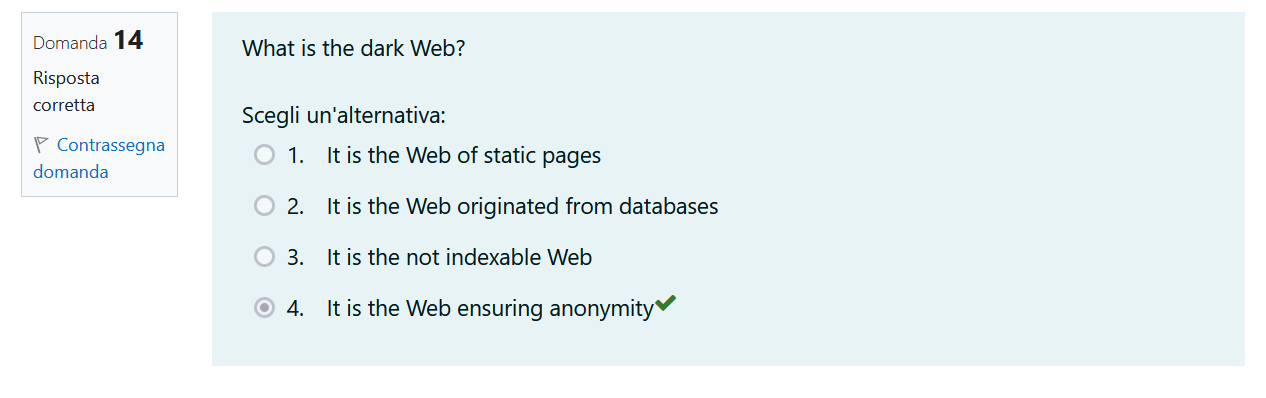 Domanda 14
Risposta
corretta
Contrassegna
domanda
What is the dark Web?
Scegli un'alternativa:
1. It is the Web of static pages
2. It is the Web originated from databases
3. It is the not indexable Web
4. It is the Web ensuring anonymity